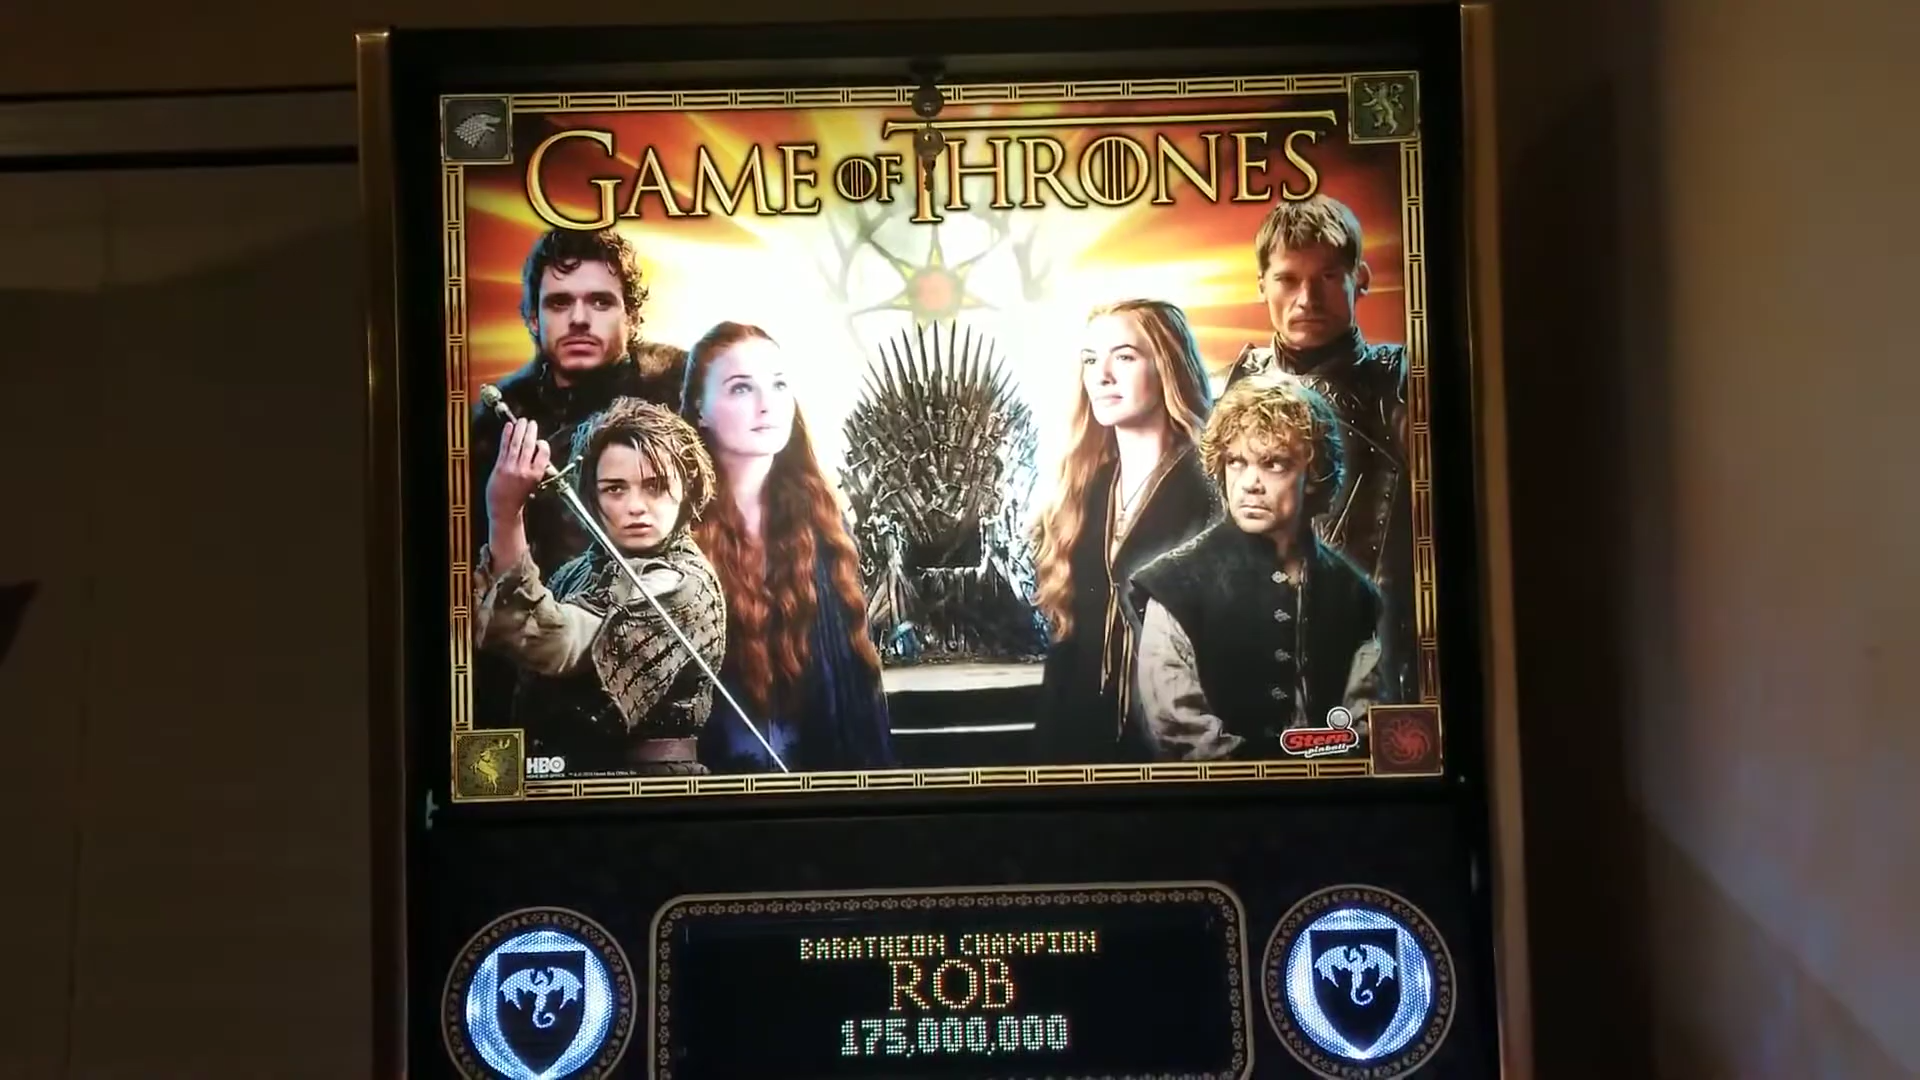 GAME OF THRONES
HBO
Stern
pinball
BARATHEON CHAMPION
ROB
175,000,000